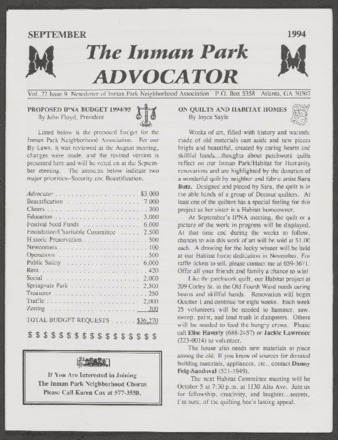 SEPTEMBER 1994
The Inman Park
ADVOCATOR
Vol. 22 Issue 9 Newsletter of Inman Park Neighborhood Association P.O. Box 5358 Atlanta, GA 30307
PROPOSED IPNA BUDGET 1994/95
By John Floyd, President
Listed below is the proposed budget for the
Inman Park Neighborhood Association. Per our
By Laws, it was reviewed at the August meeting,
changes were made, and the revised version is
presented here and will be voted on at the September
meeting. The amounts below indicate two
major priorities--Security and Beautification.
Advocator $3,000
Beautification 7,000
Chorus 300
Education 3,000
Festival Seed Funds 6,000
Foundation/Charitable Committee 2,500
Historic Preservation 500
Newcomers 100
Operations 500
Public Safety 6,000
Rent 420
Social 2,000
Springvale Park 2,500
Treasurer 250
Traffic 2,000
Zoning 200
TOTAL BUDGET REQUESTS $36,270
$ $ $ $ $ $ $ $ $ $ $ $ $ $ $ $ $ $
If You Are Interested in Joining
The Inman Park Neighborhood Chorus
Please Call Karen Cox at 577-3550.
ON QUILTS AND HABITAT HOMES
By Joyce Sayle
Works of art, filled with history and warmth,
made of old materials cast aside and now pieces
bright and beautiful, created by caring hearts and
skillful hands...thoughts about patchwork quilts
reflect on our Inman Park/Habitat for Humanity
renovations and are highlighted by the donation of
a wonderful quilt by neighbor and fabric artist Sara
Butz. Designed and pieced by Sara, the quilt is in
the able hands of a group of Decatur quilters. At
least one of the quilters has a special feeling for this
project as her sister is a Habitat homeowner.
At September's IPNA meeting, the quilt or a
picture of the work in progress will be displayed.
At that time and during the weeks to follow,
chances to win this work of art will be sold at $1.00
each. A drawing for the lucky winner will be held
at our Habitat home dedication in November. For
raffle tickets to sell, please contact me at 659-3671.
Offer all your friends and family a chance to win!
Like the patchwork quilt, our Habitat project at
209 Corley St. in the Old Fourth Ward needs caring
hearts and skillful hands. Renovation will begin
October 1 and continue for eight weeks. Each week
25 volunteers will be needed to hammer, saw,
sweep, paint, and load trash in dumpsters. Others
will be needed to feed the hungry crews. Please
call Elise Haverty (688-2457) or Jackie Lawrence
(223-0014) to volunteer.
The house also needs new materials to piece
among the old. If you know of sources for donated
building materials, appliances, etc., contact Danny
Feig-Sandoval (521-1949).
The next Habitat Committee meeting will be
October 5 at 7:30 p.m. at 1130 Alta Ave. Join us
for fellowship, creativity, and laughter...secrets,
I'm sure, of the quilting bee's lasting appeal.